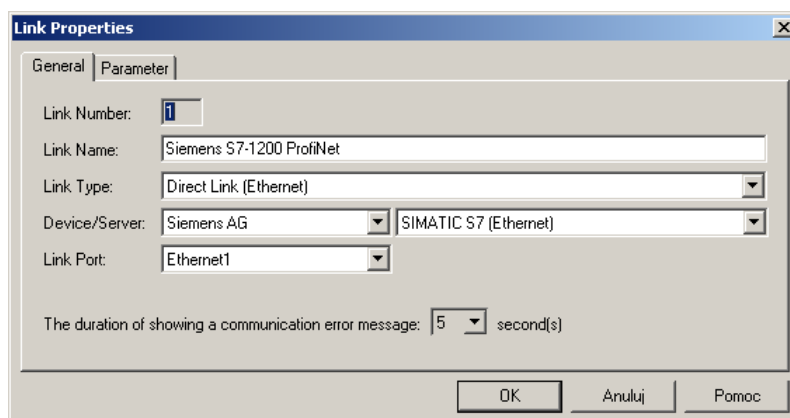 Link Properties
General Parameter
Link Number: 1
Link Name: Siemens S7-1200 ProfiNet
Link Type: Direct Link (Ethernet)
Device/Server: Siemens AG SIMATIC S7 (Ethernet)
Link Port: Ethernet1
The duration of showing a communication error message: 5 second(s)
OK Anuluj Pomoc